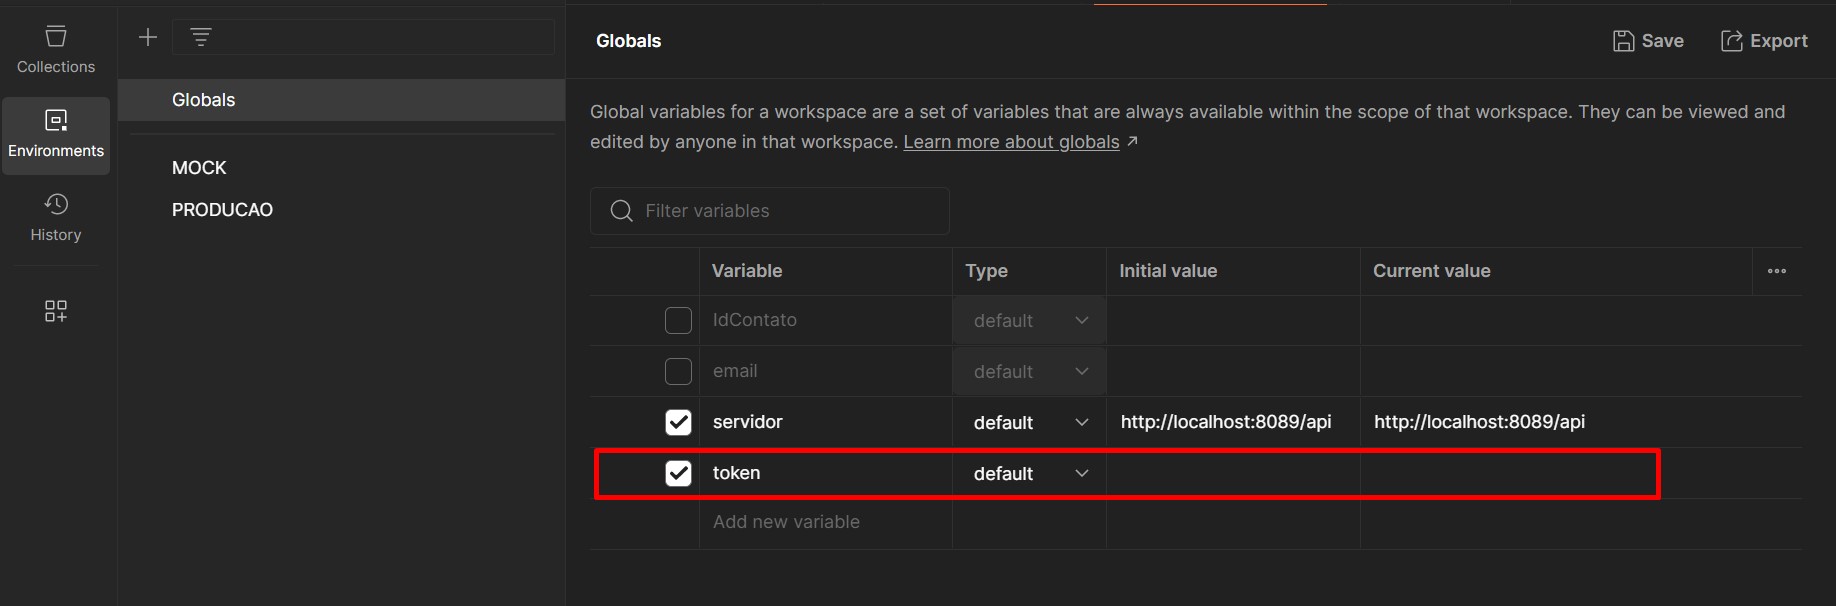 Collections
Environments
History
Globals
MOCK
PRODUCAO
Globals
Save
Export
Global variables for a workspace are a set of variables that are always available within the scope of that workspace. They can be viewed and
edited by anyone in that workspace. Learn more about globals ↗
Filter variables
Variable Type Initial value Current value
IdContato default
email default
servidor default http://localhost:8089/api http://localhost:8089/api
token default
Add new variable